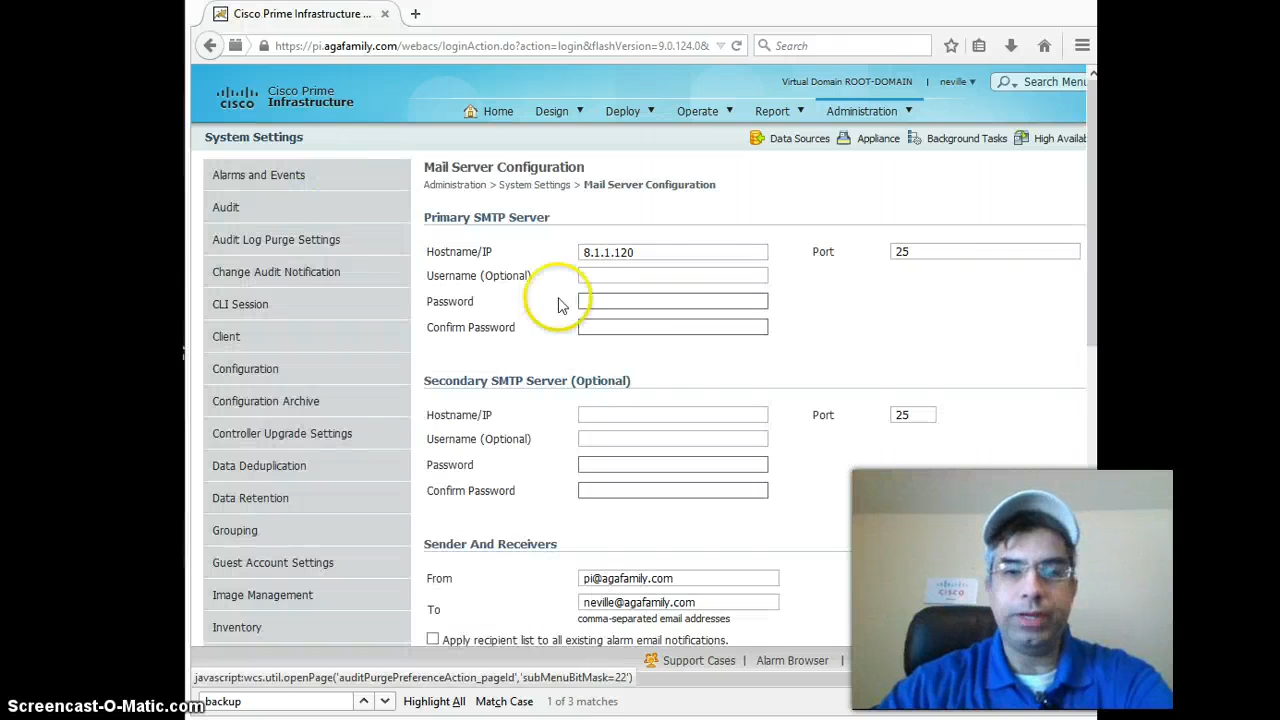 Cisco Prime Infrastructure ...
https://pi.agafamily.com/webacs/loginAction.do?action=login&flashVersion=9.0.124.0&
Search
Virtual Domain ROOT-DOMAIN | neville Search Menu
cisco Cisco Prime
Infrastructure
Home Design Deploy Operate Report Administration
System Settings Data Sources Appliance Background Tasks High Availab
Alarms and Events
Audit
Audit Log Purge Settings
Change Audit Notification
CLI Session
Client
Configuration
Configuration Archive
Controller Upgrade Settings
Data Deduplication
Data Retention
Grouping
Guest Account Settings
Image Management
Inventory
Mail Server Configuration
Administration > System Settings > Mail Server Configuration
Primary SMTP Server
Hostname/IP 8.1.1.120 Port 25
Username (Optional)
Password
Confirm Password
Secondary SMTP Server (Optional)
Hostname/IP Port 25
Username (Optional)
Password
Confirm Password
Sender And Receivers
From pi@agafamily.com
To neville@agafamily.com
comma-separated email addresses
Apply recipient list to all existing alarm email notifications.
Support Cases | Alarm Browser |
cisco
javascript:wcs.util.openPage('auditPurgePreferenceAction_pageId','subMenuBitMask=22')
backup Highlight All Match Case 1 of 3 matches
Screencast-O-Matic.com